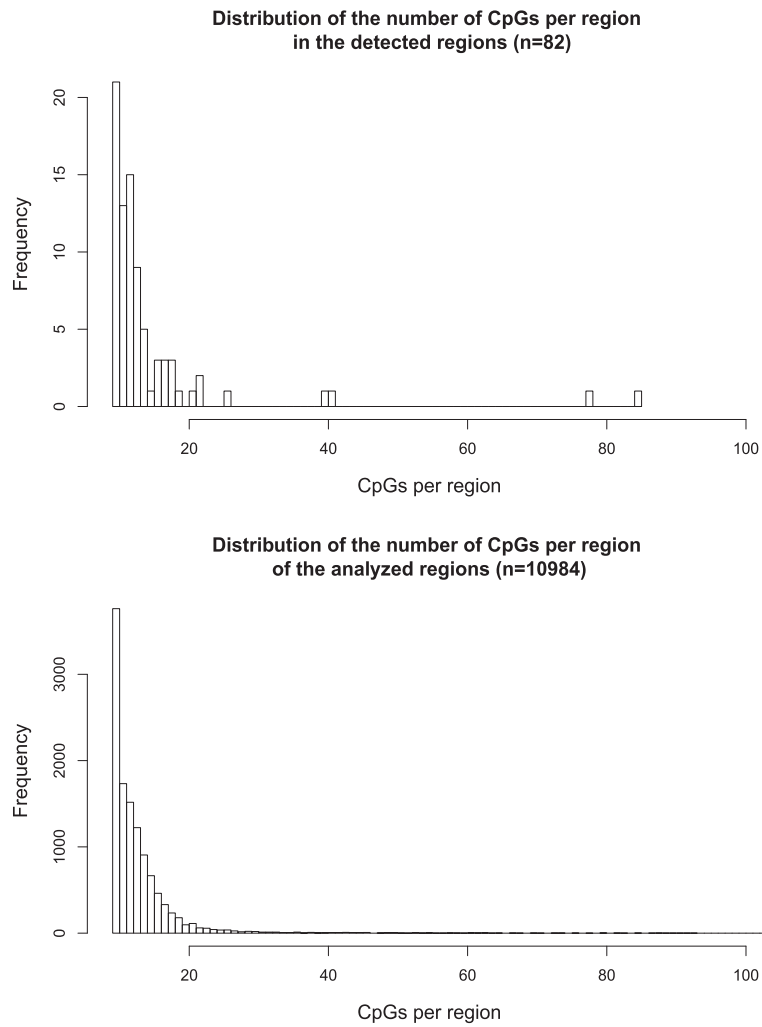 Distribution of the number of CpGs per region
in the detected regions (n=82)
20
15
10
5
0
Frequency
20 40 60 80 100
CpGs per region
Distribution of the number of CpGs per region
of the analyzed regions (n=10984)
3000
2000
1000
0
Frequency
20 40 60 80 100
CpGs per region